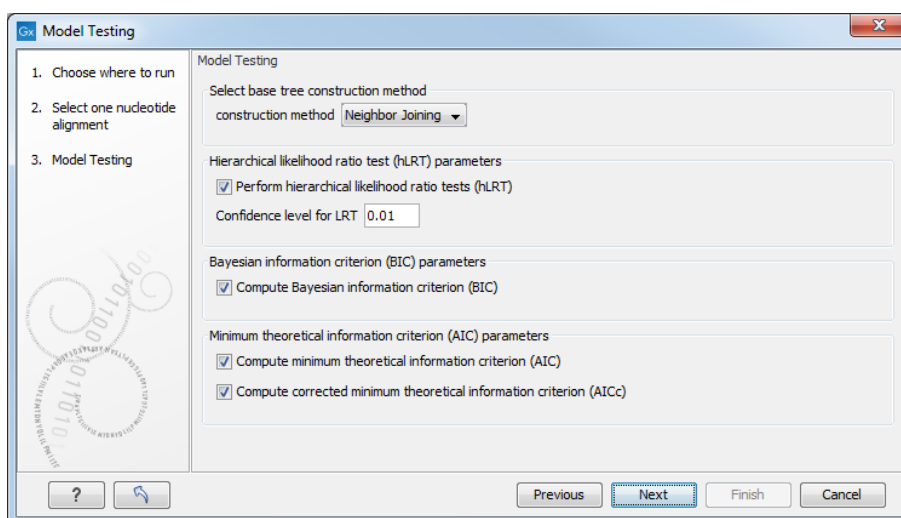 Gx Model Testing
1. Choose where to run
2. Select one nucleotide
alignment
3. Model Testing
Model Testing
Select base tree construction method
construction method Neighbor Joining
Hierarchical likelihood ratio test (hLRT) parameters
Perform hierarchical likelihood ratio tests (hLRT)
Confidence level for LRT 0.01
Bayesian information criterion (BIC) parameters
Compute Bayesian information criterion (BIC)
Minimum theoretical information criterion (AIC) parameters
Compute minimum theoretical information criterion (AIC)
Compute corrected minimum theoretical information criterion (AICc)
? Previous Next Finish Cancel